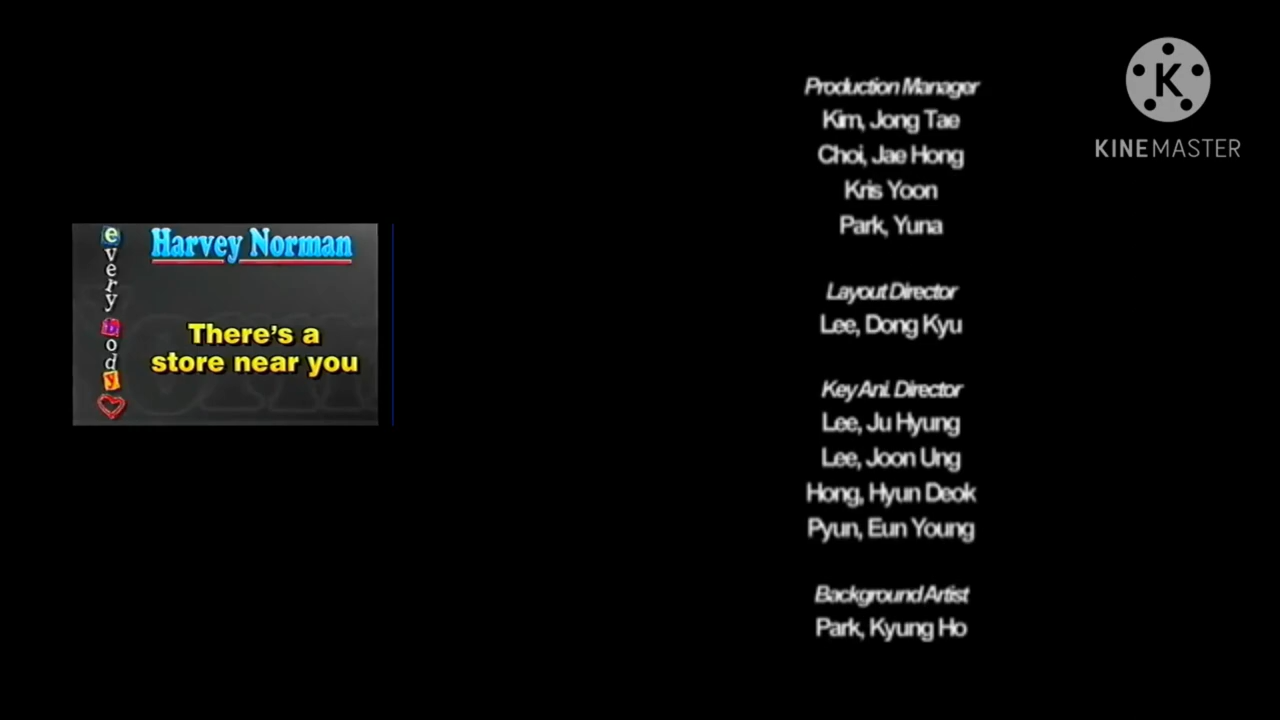 every
body
Harvey Norman
There's a
store near you
Production Manager
Kim, Jong Tae
Choi, Jae Hong
Kris Yoon
Park, Yuna
Layout Director
Lee, Dong Kyu
Key Ani. Director
Lee, Ju Hyung
Lee, Joon Ung
Hong, Hyun Deok
Pyun, Eun Young
Background Artist
Park, Kyung Ho
K
KINEMASTER